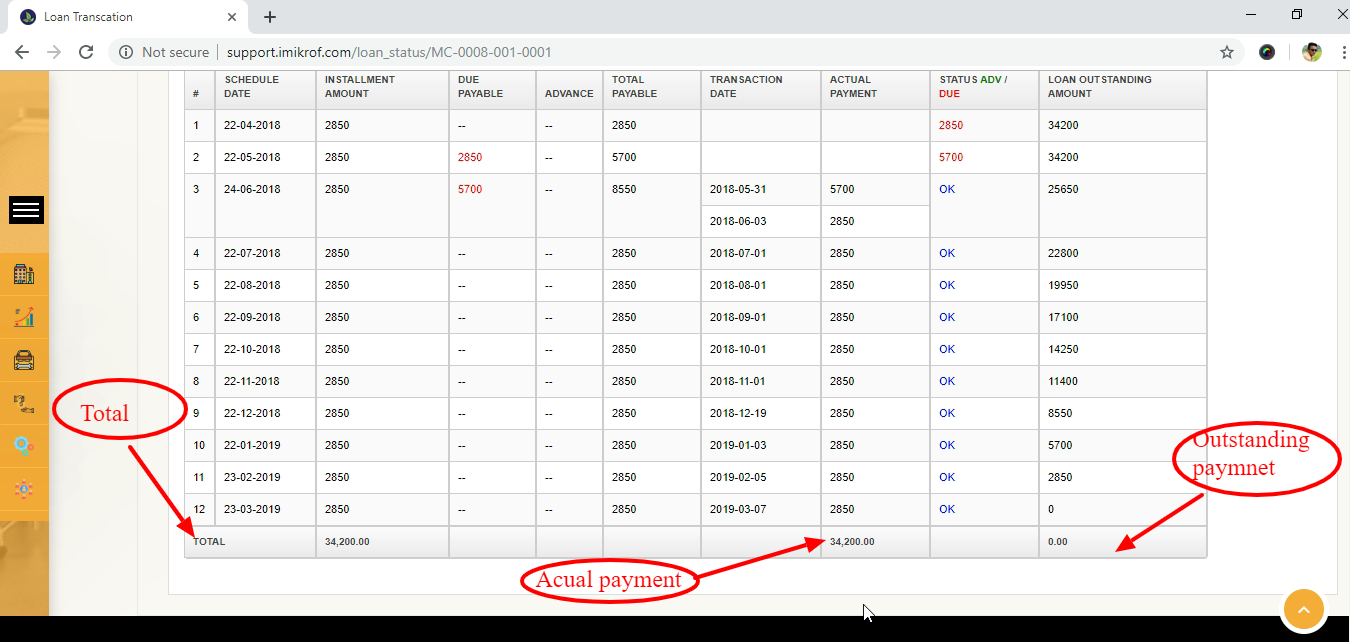 Loan Transcation
Not secure | support.imikrof.com/loan_status/MC-0008-001-0001
# SCHEDULE DATE INSTALLMENT AMOUNT DUE PAYABLE ADVANCE TOTAL PAYABLE TRANSACTION DATE ACTUAL PAYMENT STATUS ADV / DUE LOAN OUTSTANDING AMOUNT
1 22-04-2018 2850 -- -- 2850 2850 34200
2 22-05-2018 2850 2850 -- 5700 5700 34200
3 24-06-2018 2850 5700 -- 8550 2018-05-31 5700 OK 25650
2018-06-03 2850
4 22-07-2018 2850 -- -- 2850 2018-07-01 2850 OK 22800
5 22-08-2018 2850 -- -- 2850 2018-08-01 2850 OK 19950
6 22-09-2018 2850 -- -- 2850 2018-09-01 2850 OK 17100
7 22-10-2018 2850 -- -- 2850 2018-10-01 2850 OK 14250
8 22-11-2018 2850 -- -- 2850 2018-11-01 2850 OK 11400
9 22-12-2018 2850 -- -- 2850 2018-12-19 2850 OK 8550
10 22-01-2019 2850 -- -- 2850 2019-01-03 2850 OK 5700
11 23-02-2019 2850 -- -- 2850 2019-02-05 2850 OK 2850
12 23-03-2019 2850 -- -- 2850 2019-03-07 2850 OK 0
TOTAL 34,200.00 34,200.00 0.00
Total
Outstanding
paymnet
Acual payment